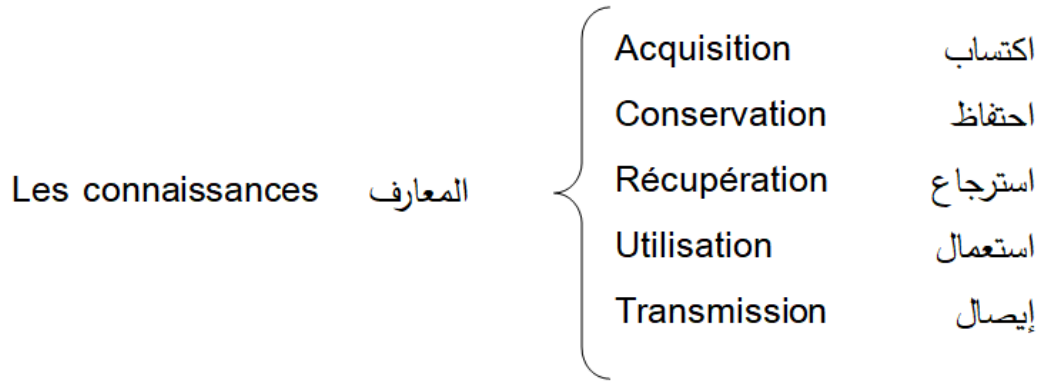 Les connaissances المعارف
Acquisition اكتساب
Conservation احتفاظ
Récupération استرجاع
Utilisation استعمال
Transmission إيصال